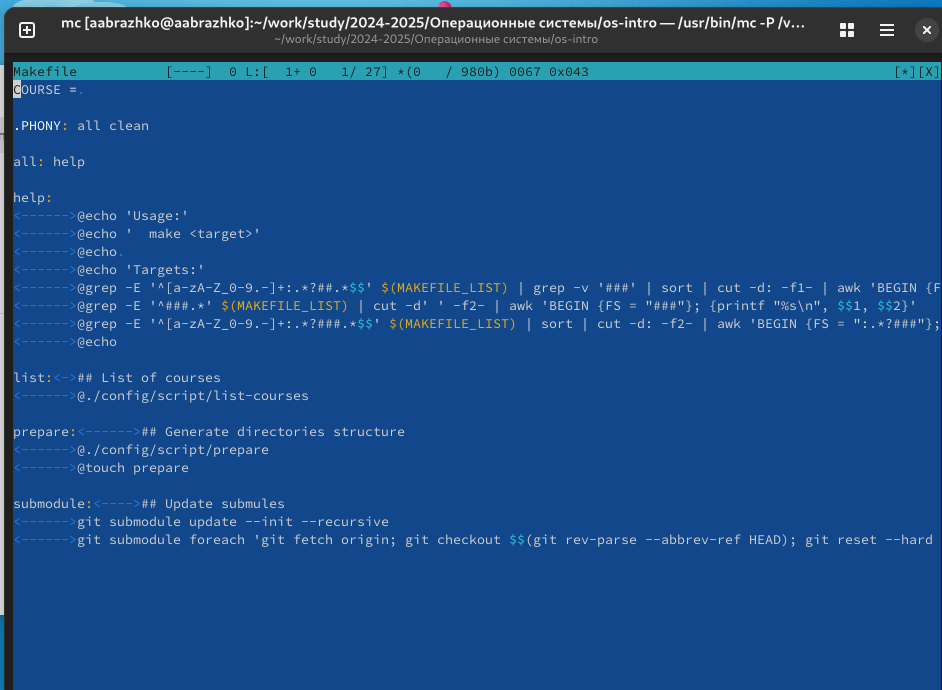 mc [aabrazhko@aabrazhko]:~/work/study/2024-2025/Операционные системы/os-intro — /usr/bin/mc -P /v…
~/work/study/2024-2025/Операционные системы/os-intro
Makefile [----] 0 L:[ 1+ 0 1/ 27] *(0 / 980b) 0067 0x043 [*][X]
COURSE =.
.PHONY: all clean
all: help
help:
<------>@echo 'Usage:'
<------>@echo '  make <target>'
<------>@echo.
<------>@echo 'Targets:'
<------>@grep -E '^[a-zA-Z_0-9.-]+:.*?##.*$$' $(MAKEFILE_LIST) | grep -v '###' | sort | cut -d: -f1- | awk 'BEGIN {F
<------>@grep -E '^###.*' $(MAKEFILE_LIST) | cut -d' ' -f2- | awk 'BEGIN {FS = "###"}; {printf "%s\n", $$1, $$2}'
<------>@grep -E '^[a-zA-Z_0-9.-]+:.*?###.*$$' $(MAKEFILE_LIST) | sort | cut -d: -f2- | awk 'BEGIN {FS = ":.*?###"};
<------>@echo
list:<->## List of courses
<------>@./config/script/list-courses
prepare:<------>## Generate directories structure
<------>@./config/script/prepare
<------>@touch prepare
submodule:<---->## Update submules
<------>git submodule update --init --recursive
<------>git submodule foreach 'git fetch origin; git checkout $$(git rev-parse --abbrev-ref HEAD); git reset --hard